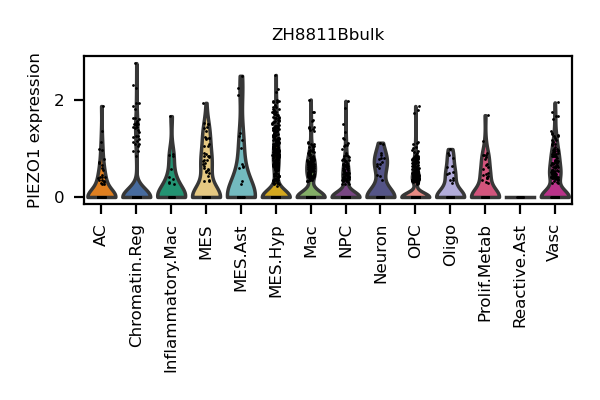 ZH8811Bbulk
PIEZO1 expression
2
0
AC
Chromatin.Reg
Inflammatory.Mac
MES
MES.Ast
MES.Hyp
Mac
NPC
Neuron
OPC
Oligo
Prolif.Metab
Reactive.Ast
Vasc